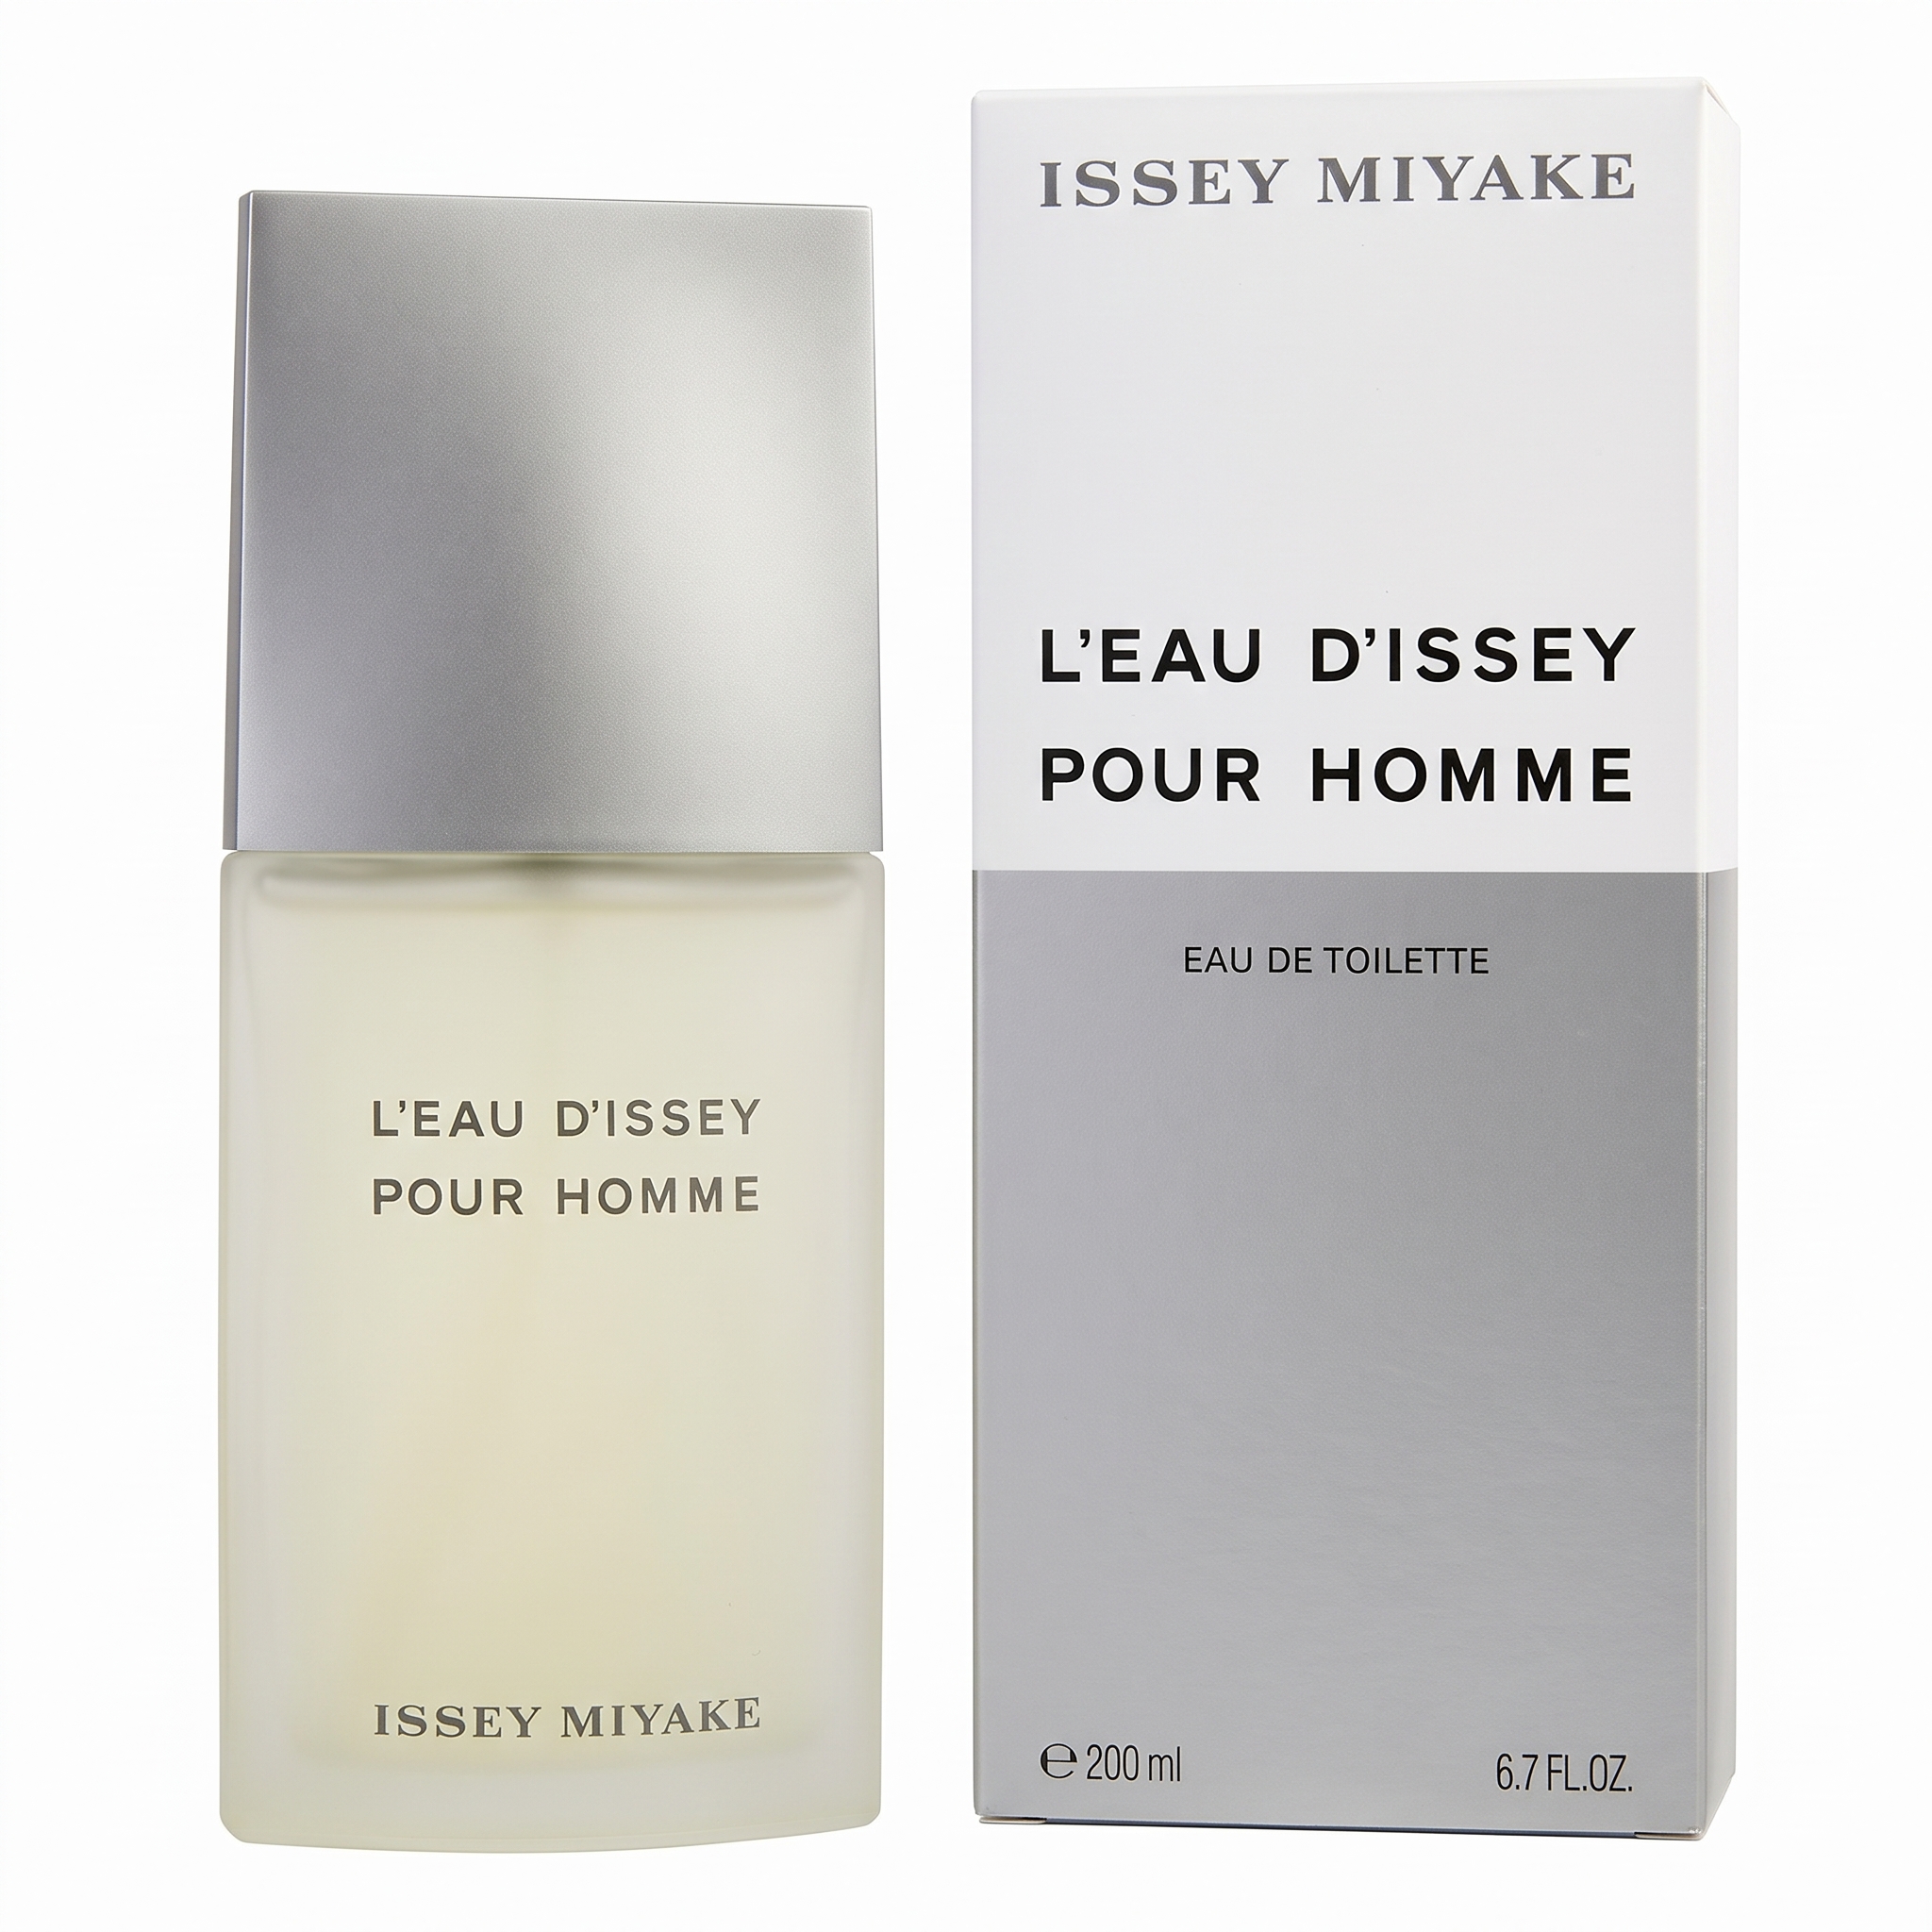 L'EAU D'ISSEY
POUR HOMME
ISSEY MIYAKE
ISSEY MIYAKE
L'EAU D'ISSEY
POUR HOMME
EAU DE TOILETTE
℮ 200 ml 6.7 FL.OZ.